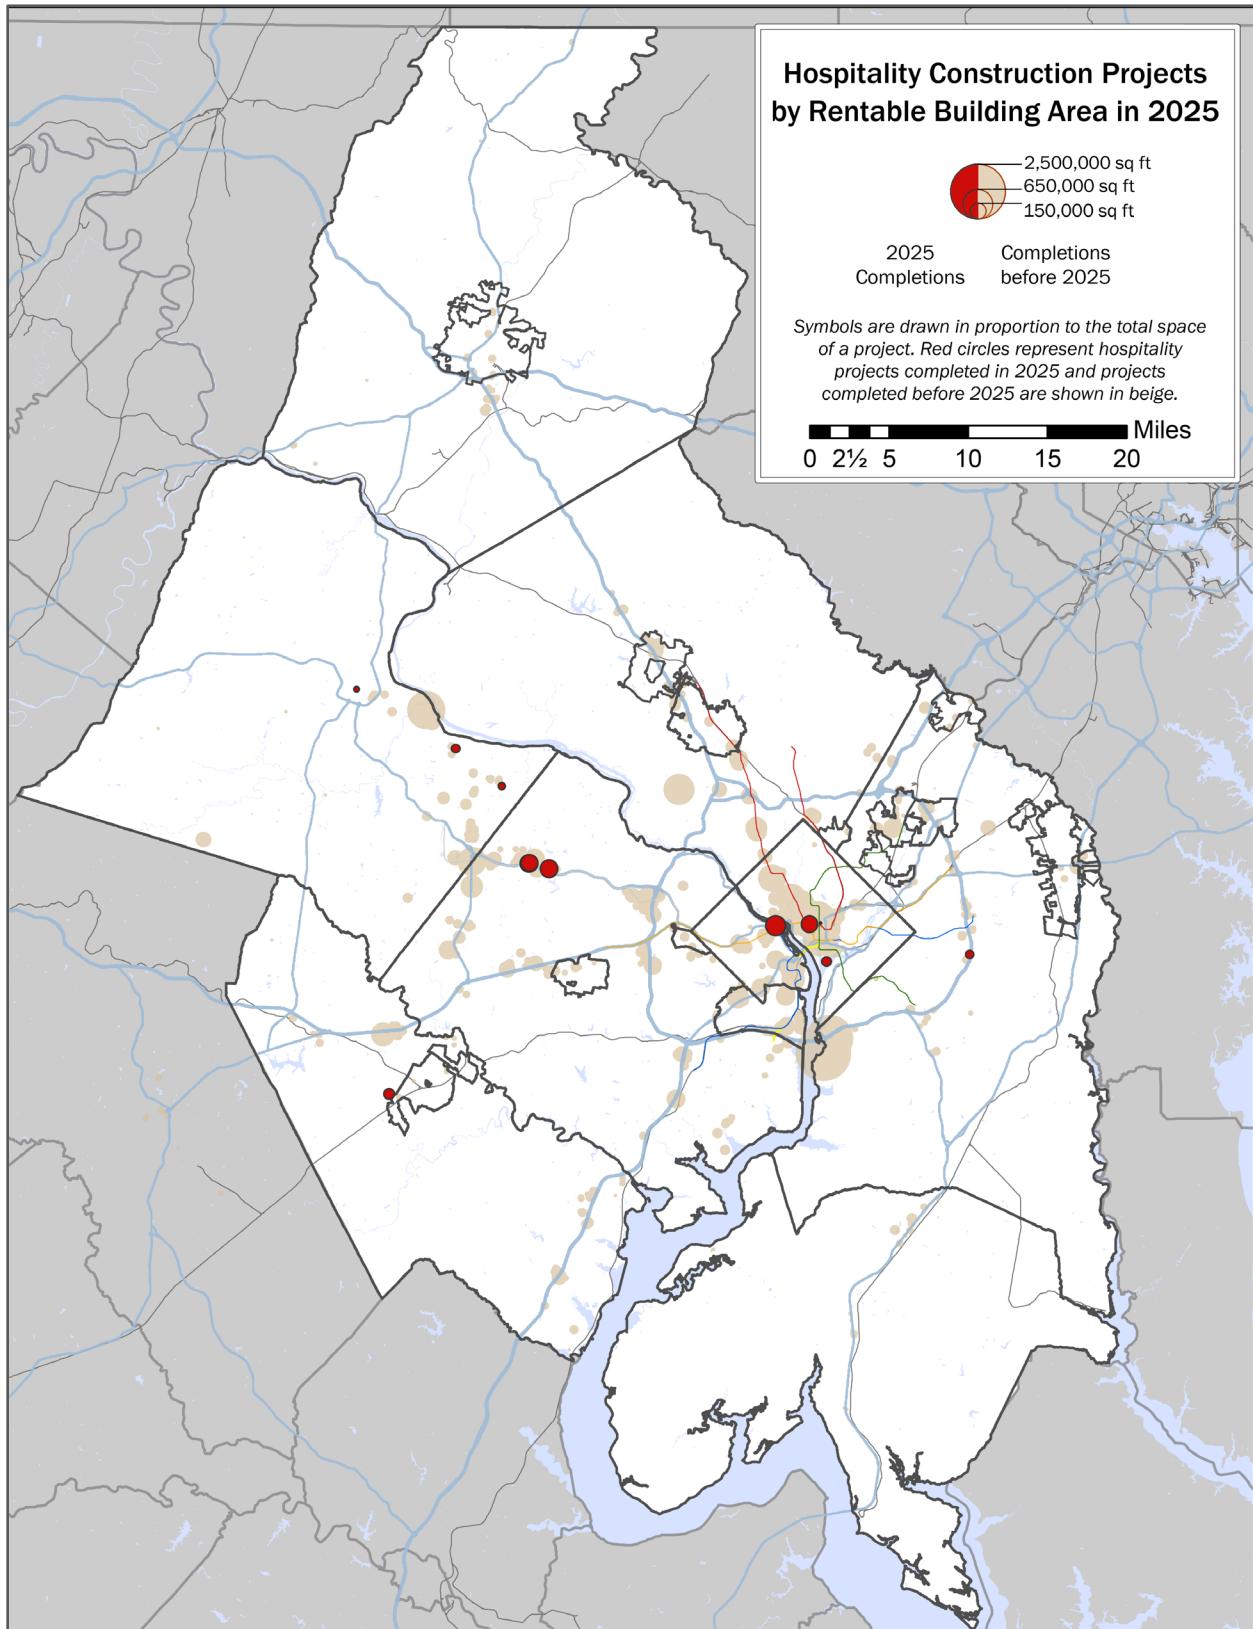 Hospitality Construction Projects
by Rentable Building Area in 2025
2,500,000 sq ft
650,000 sq ft
150,000 sq ft
2025
Completions
Completions
before 2025
Symbols are drawn in proportion to the total space
of a project. Red circles represent hospitality
projects completed in 2025 and projects
completed before 2025 are shown in beige.
Miles
0 2½ 5 10 15 20